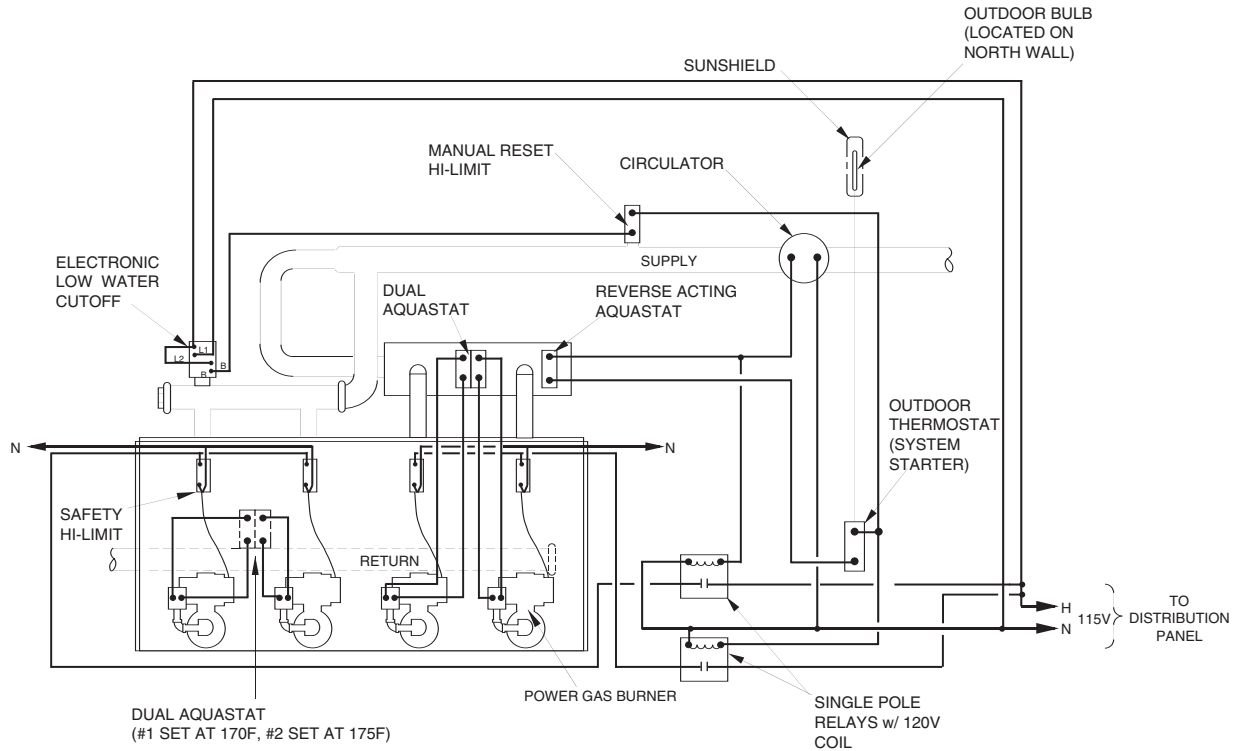 OUTDOOR BULB
(LOCATED ON
NORTH WALL)
SUNSHIELD
MANUAL RESET
HI-LIMIT
CIRCULATOR
ELECTRONIC
LOW WATER
CUTOFF
SUPPLY
DUAL
AQUASTAT
REVERSE ACTING
AQUASTAT
L1
L2
B
B
OUTDOOR
THERMOSTAT
(SYSTEM
STARTER)
N
N
SAFETY
HI-LIMIT
RETURN
H
N
115V
TO
DISTRIBUTION
PANEL
POWER GAS BURNER
SINGLE POLE
RELAYS w/ 120V
COIL
DUAL AQUASTAT
(#1 SET AT 170F, #2 SET AT 175F)